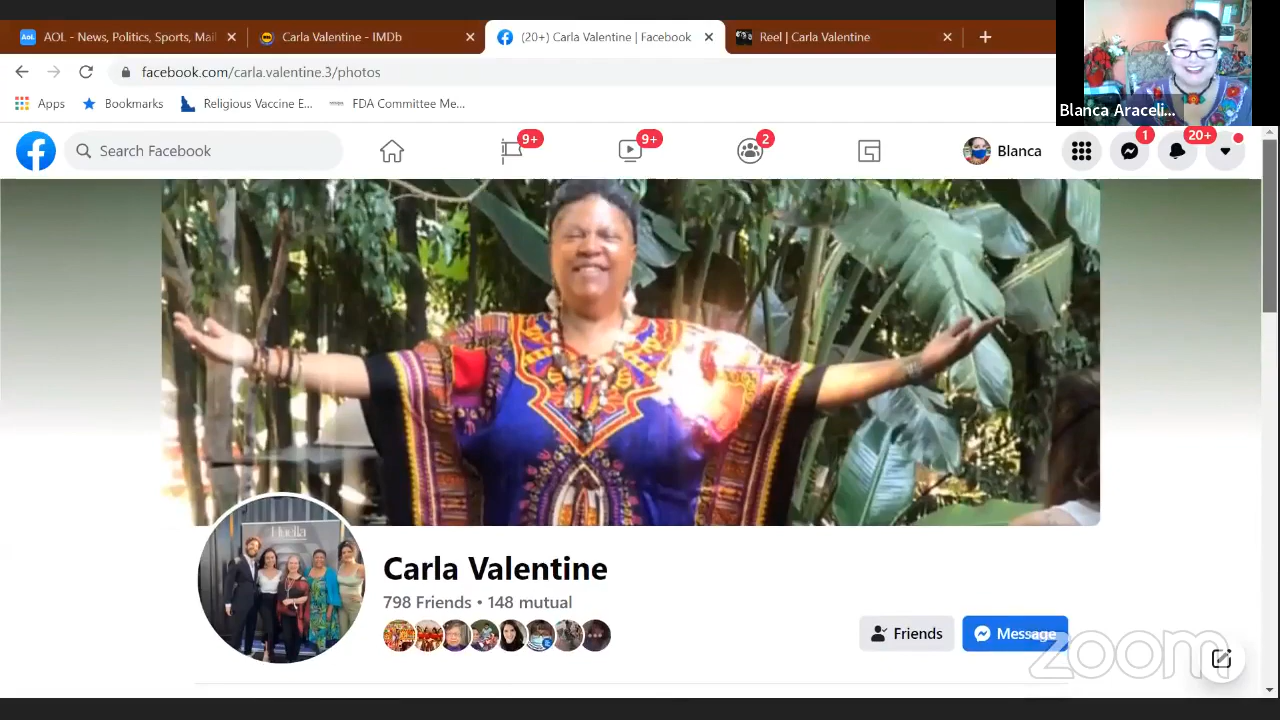 Aol. AOL - News, Politics, Sports, Mail
Carla Valentine - IMDb
(20+) Carla Valentine | Facebook
Reel | Carla Valentine
facebook.com/carla.valentine.3/photos
Apps
Bookmarks
Religious Vaccine E...
FDA Committee Me...
Blanca Araceli...
Search Facebook
9+
9+
2
Blanca
1
20+
Huella
Carla Valentine
798 Friends • 148 mutual
Friends
Message
zoom